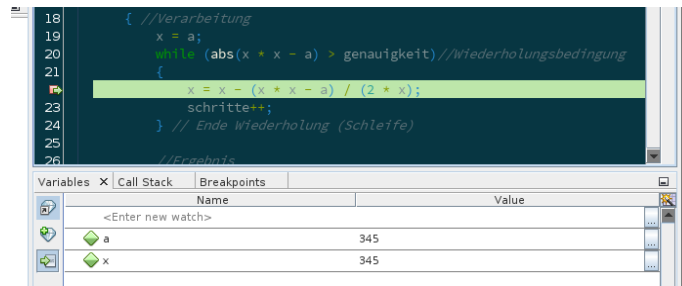 18 { //Verarbeitung
19 x = a;
20 while (abs(x * x - a) > genauigkeit)//Wiederholungsbedingung
21 {
x = x - (x * x - a) / (2 * x);
23 schritte++;
24 } // Ende Wiederholung (Schleife)
25
26 //Ergebnis
Variables × Call Stack Breakpoints
Name Value
<Enter new watch> ...
a 345 ...
x 345 ...